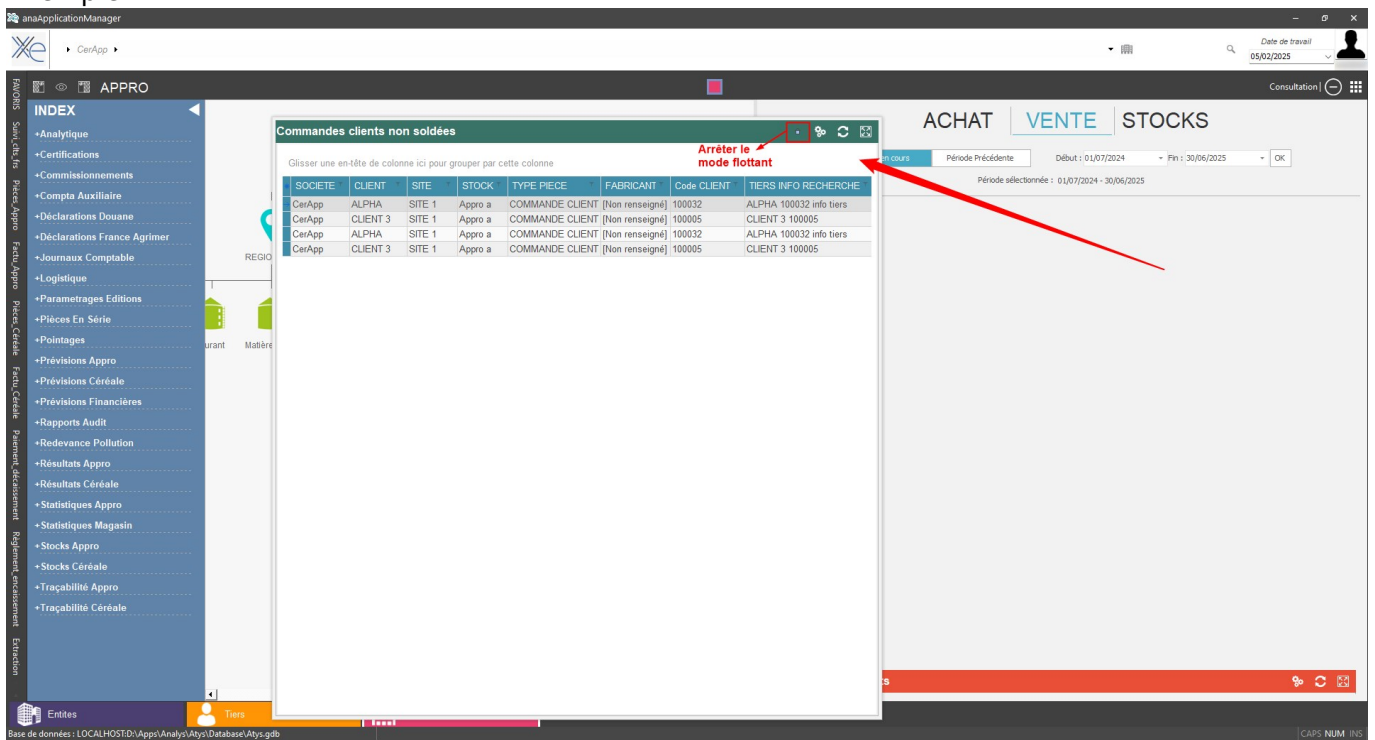 anaApplicationManager
CerApp
Date de travail
05/02/2025
APPRO
Consultation |
FAVORIS Suivi_clts_frs Pièces_Appro Factu_Appro Pièces_Céréale Factu_Céréale Paiement_décaissement Règlement_encaissement Extraction
INDEX
+Analytique
+Certifications
+Commissionnements
+Compta Auxiliaire
+Déclarations Douane
+Déclarations France Agrimer
+Journaux Comptable
+Logistique
+Parametrages Editions
+Pièces En Série
+Pointages
+Prévisions Appro
+Prévisions Céréale
+Prévisions Financières
+Rapports Audit
+Redevance Pollution
+Résultats Appro
+Résultats Céréale
+Statistiques Appro
+Statistiques Magasin
+Stocks Appro
+Stocks Céréale
+Traçabilité Appro
+Traçabilité Céréale
REGIO
urant Matière
Commandes clients non soldées
Arrêter le
mode flottant
Glisser une en-tête de colonne ici pour grouper par cette colonne
SOCIETE CLIENT SITE STOCK TYPE PIECE FABRICANT Code CLIENT TIERS INFO RECHERCHE
CerApp ALPHA SITE 1 Appro a COMMANDE CLIENT [Non renseigné] 100032 ALPHA 100032 info tiers
CerApp CLIENT 3 SITE 1 Appro a COMMANDE CLIENT [Non renseigné] 100005 CLIENT 3 100005
CerApp ALPHA SITE 1 Appro a COMMANDE CLIENT [Non renseigné] 100032 ALPHA 100032 info tiers
CerApp CLIENT 3 SITE 1 Appro a COMMANDE CLIENT [Non renseigné] 100005 CLIENT 3 100005
ACHAT VENTE STOCKS
en cours Période Précédente Début : 01/07/2024 Fin : 30/06/2025 OK
Période sélectionnée : 01/07/2024 - 30/06/2025
s
Entites Tiers
Base de données : LOCALHOST:D:\Apps\Analys\Atys\Database\Atys.gdb
CAPS NUM INS